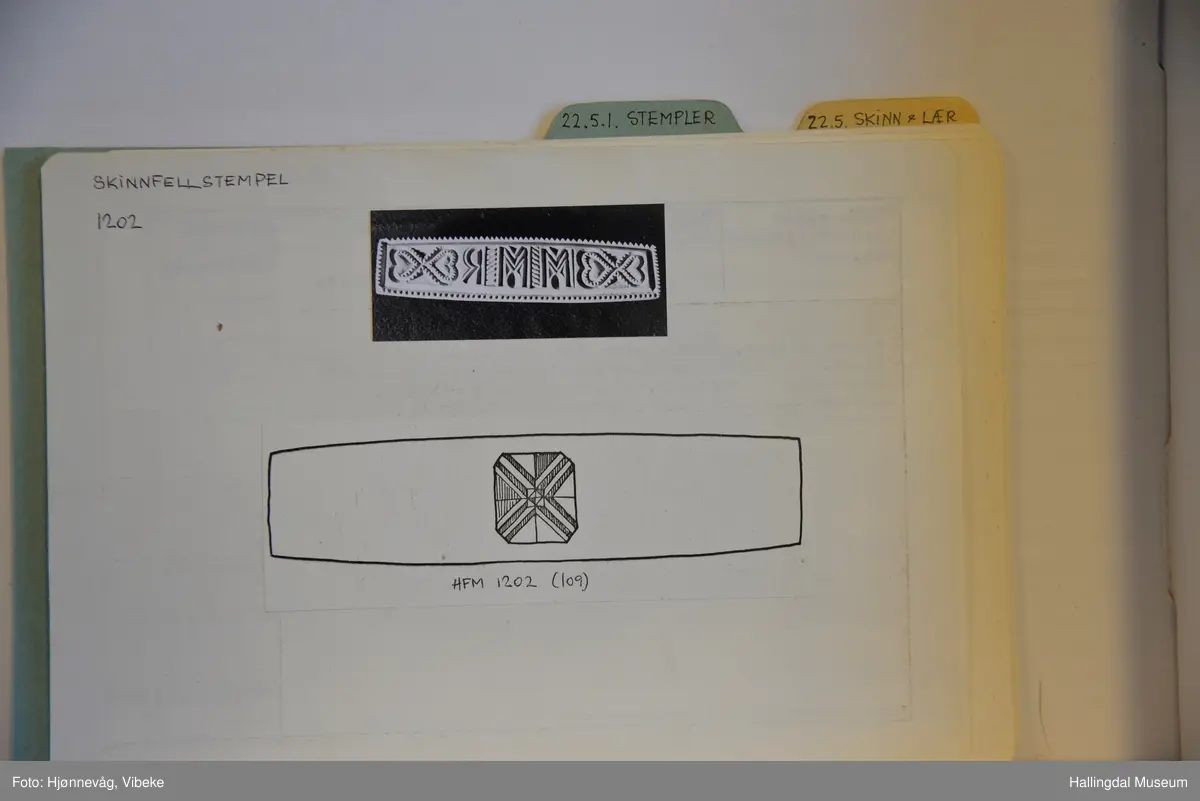 22.5.1. STEMPLER
22.5. SKINN & LÆR
SKINNFELLSTEMPEL
1202
HFM 1202 (109)
Foto: Hjønnevåg, Vibeke
Hallingdal Museum